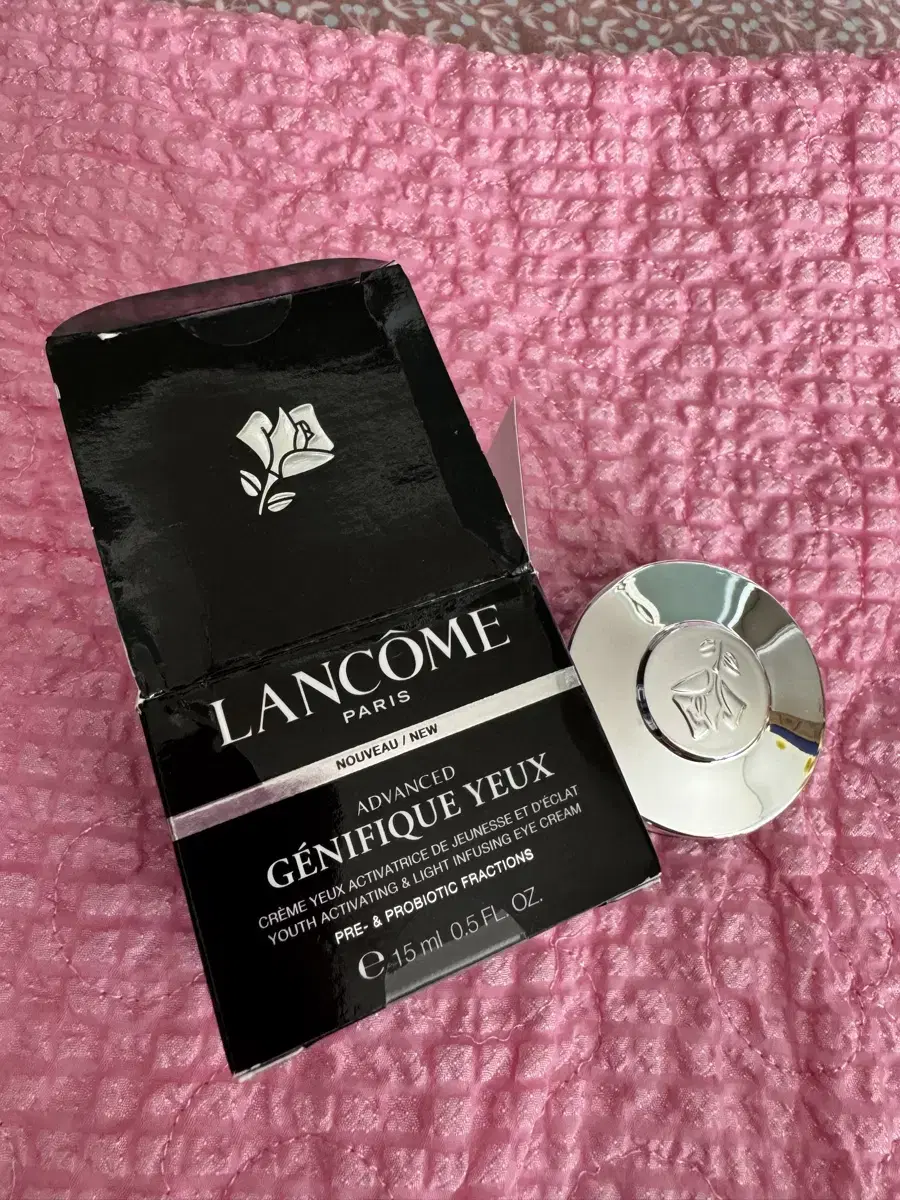 LANCÔME
PARIS
NOUVEAU / NEW
ADVANCED
GÉNIFIQUE YEUX
CRÈME YEUX ACTIVATRICE DE JEUNESSE ET D'ÉCLAT
YOUTH ACTIVATING & LIGHT INFUSING EYE CREAM
PRE- & PROBIOTIC FRACTIONS
℮ 15 ml 0.5 FL. OZ.